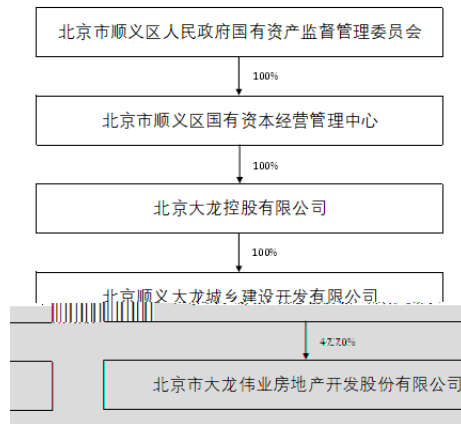 北京市顺义区人民政府国有资产监督管理委员会
100%
北京市顺义区国有资本经营管理中心
100%
北京大龙控股有限公司
100%
北京顺义大龙城乡建设开发有限公司
47.70%
北京市大龙伟业房地产开发股份有限公司